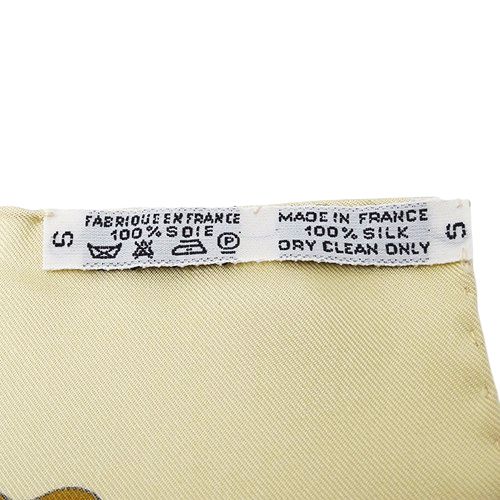 S
FABRIQUE EN FRANCE
100% SOIE
P
MADE IN FRANCE
100% SILK
DRY CLEAN ONLY
S